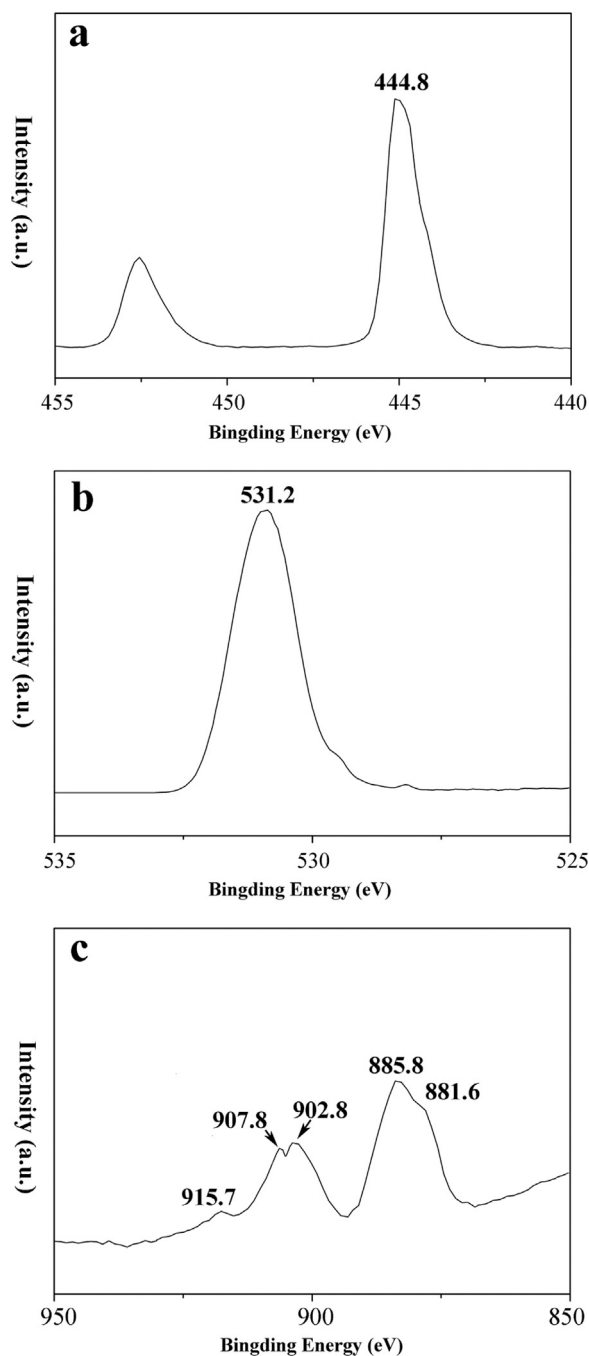 a
444.8
Intensity (a.u.)
455
450
445
440
Bingding Energy (eV)
b
531.2
Intensity (a.u.)
535
530
525
Bingding Energy (eV)
c
885.8
881.6
907.8
902.8
915.7
Intensity (a.u.)
950
900
850
Bingding Energy (eV)